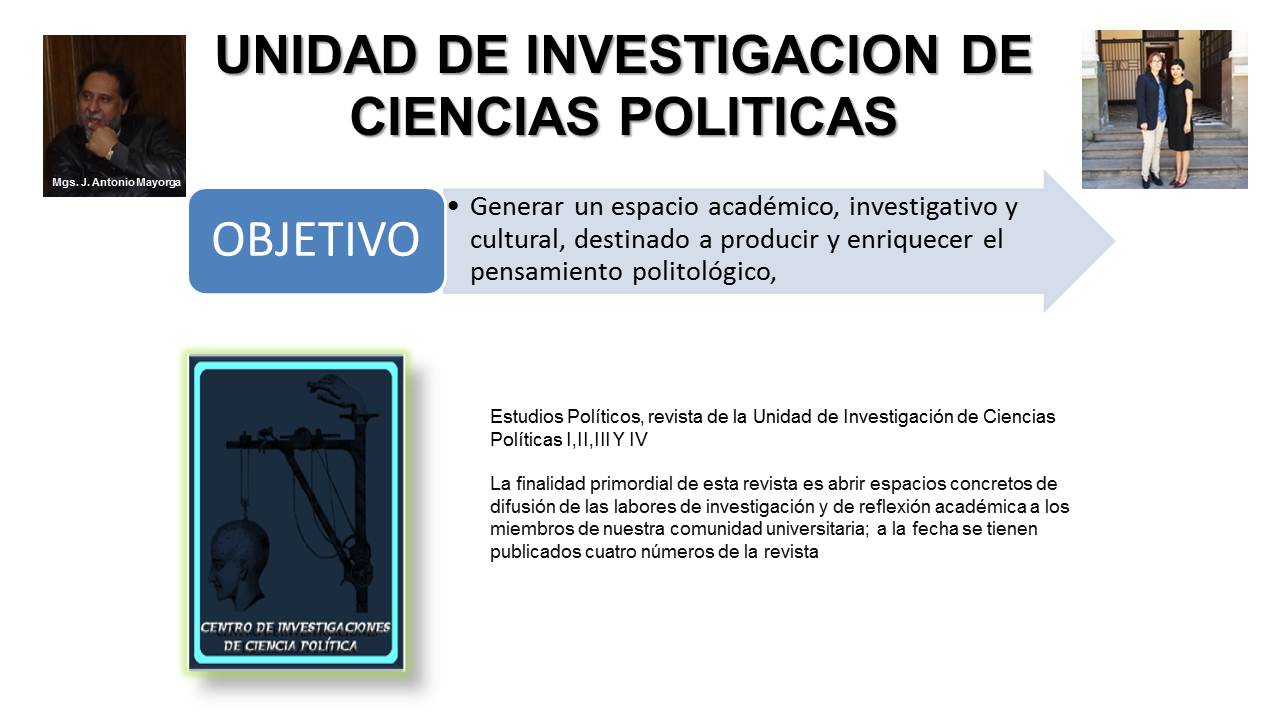 UNIDAD DE INVESTIGACION DE
CIENCIAS POLITICAS
Mgs. J. Antonio Mayorga
OBJETIVO
• Generar un espacio académico, investigativo y
cultural, destinado a producir y enriquecer el
pensamiento politológico,
Estudios Políticos, revista de la Unidad de Investigación de Ciencias
Políticas I,II,III Y IV
La finalidad primordial de esta revista es abrir espacios concretos de
difusión de las labores de investigación y de reflexión académica a los
miembros de nuestra comunidad universitaria; a la fecha se tienen
publicados cuatro números de la revista
CENTRO DE INVESTIGACIONES
DE CIENCIA POLÍTICA